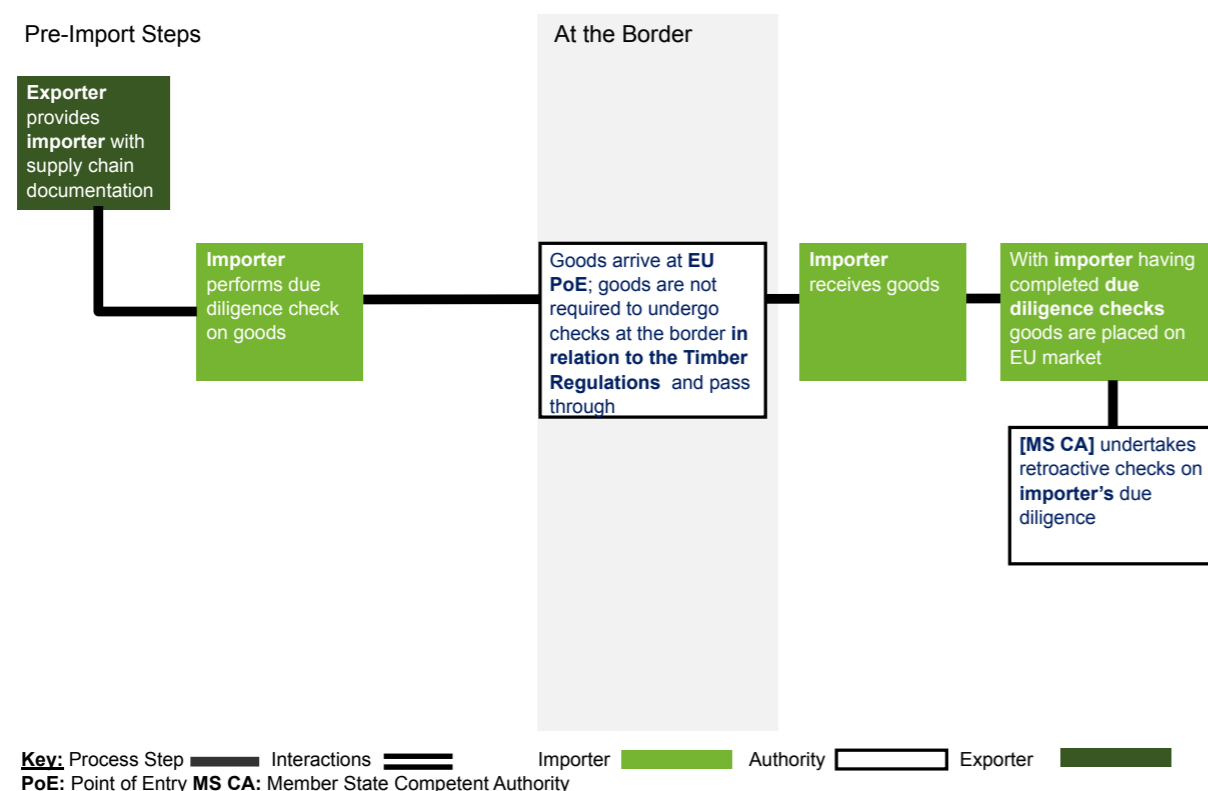 Pre-Import Steps
At the Border
Exporter
provides
importer with
supply chain
documentation
Importer
performs due
diligence check
on goods
Goods arrive at EU
PoE; goods are not
required to undergo
checks at the border in
relation to the Timber
Regulations and pass
through
Importer
receives goods
With importer having
completed due
diligence checks
goods are placed on
EU market
[MS CA] undertakes
retroactive checks on
importer’s due
diligence
Key: Process Step Interactions Importer Authority Exporter
PoE: Point of Entry MS CA: Member State Competent Authority